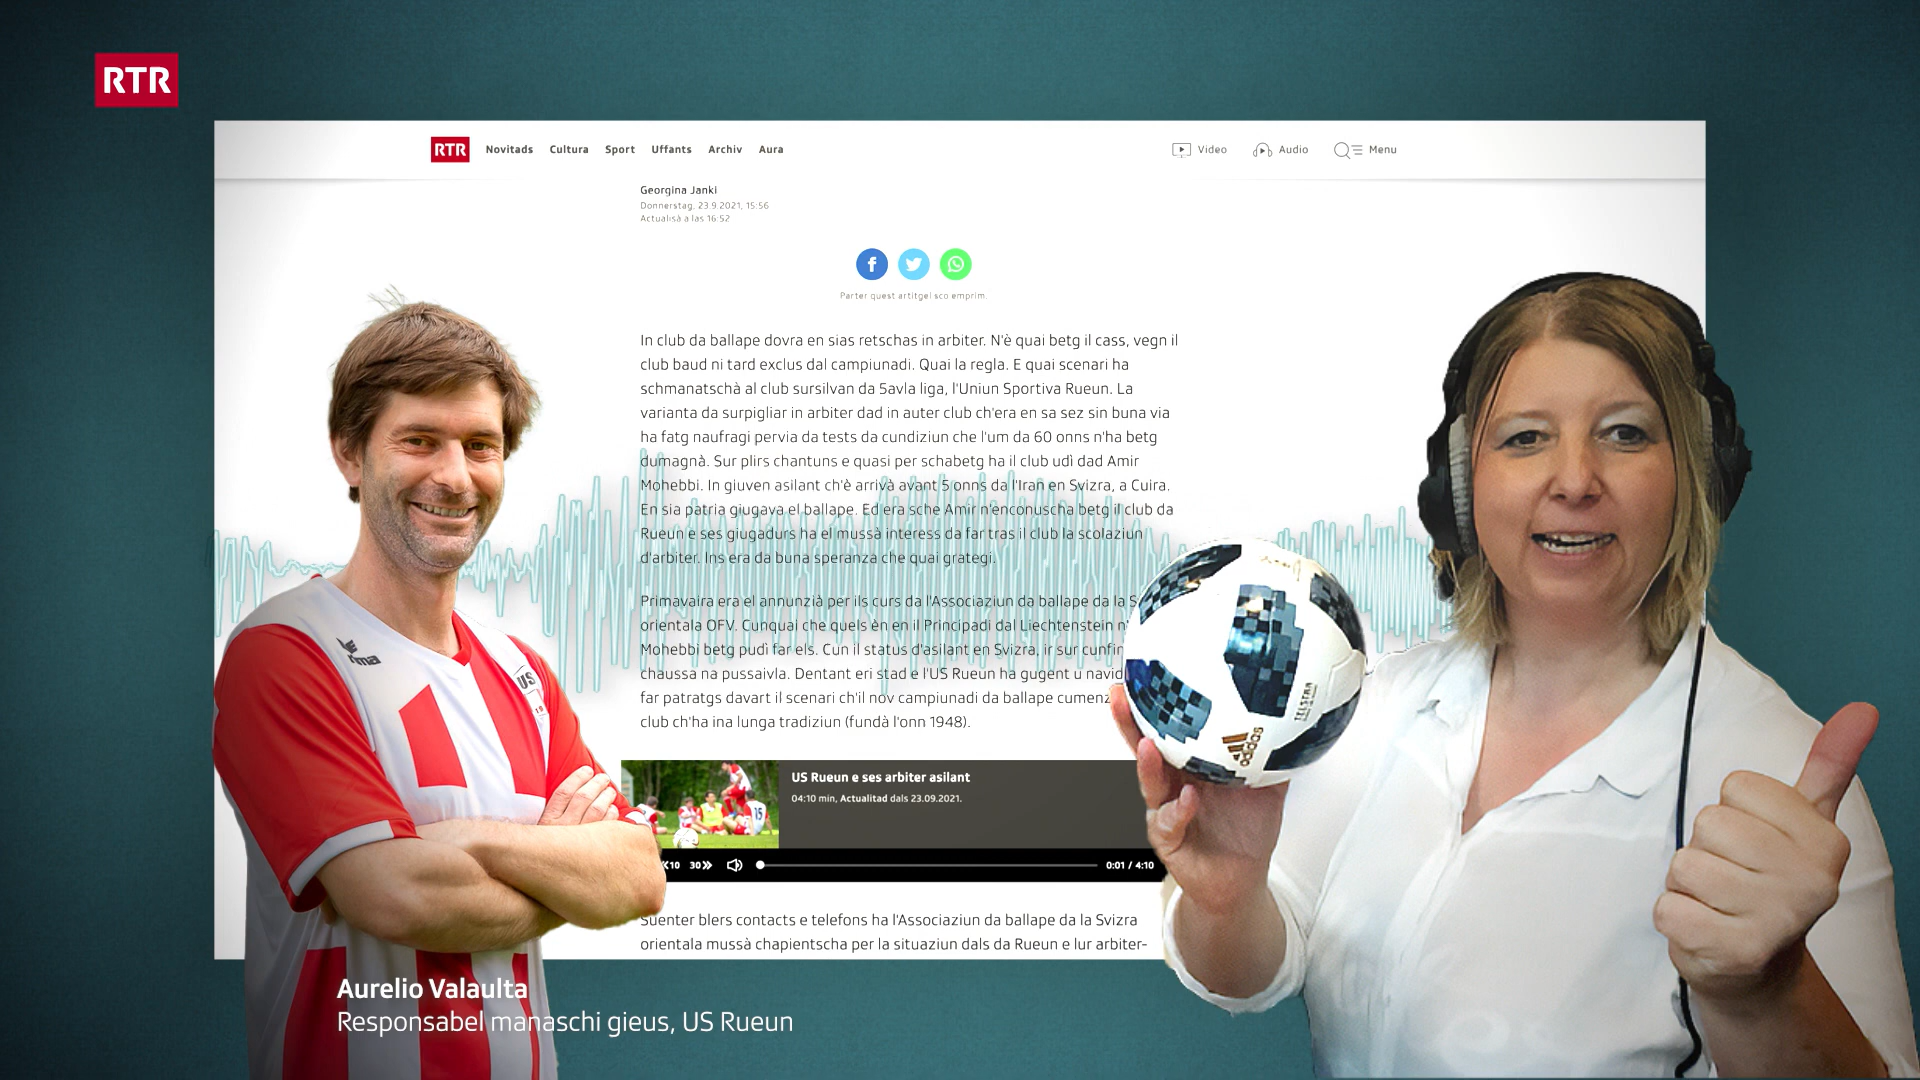 RTR
RTR Novitads Cultura Sport Uffants Archiv Aura Video Audio Menu
Georgina Janki
Donnerstag, 23.9.2021, 15:56
Actualisà a las 16:52
Parter quest artitgel sco emprim.
In club da ballape dovra en sias retschas in arbiter. N'è quai betg il cass, vegn il
club baud ni tard exclus dal campiunadi. Quai la regla. E quai scenari ha
schmanatschà al club sursilvan da 5avla liga, l'Uniun Sportiva Rueun. La
varianta da surpigliar in arbiter dad in auter club ch'era en sa sez sin buna via
ha fatg naufragi pervia da tests da cundiziun che l'um da 60 onns n'ha betg
dumagnà. Sur plirs chantuns e quasi per schabetg ha il club udì dad Amir
Mohebbi. In giuven asilant ch'è arrivà avant 5 onns da l'Iran en Svizra, a Cuira.
En sia patria giugava el ballape. Ed era sche Amir n'enconuscha betg il club da
Rueun e ses giugadurs ha el mussà interess da far tras il club la scolaziun
d'arbiter. Ins era da buna speranza che quai grategi.
Primavaira era el annunzià per ils curs da l'Associaziun da ballape da la
orientala OFV. Cunquai che quels èn en il Principadi dal Liechtenstein
Mohebbi betg pudì far els. Cun il status d'asilant en Svizra, ir sur cunfin
chaussa na pussaivla. Dentant eri stad e l'US Rueun ha gugent u navid
far patratgs davart il scenari ch'il nov campiunadi da ballape cumenz
club ch'ha ina lunga tradiziun (fundà l'onn 1948).
US Rueun e ses arbiter asilant
04:10 min, Actualitad dals 23.09.2021.
10 30 0:01 / 4:10
Suenter blers contacts e telefons ha l'Associaziun da ballape da la Svizra
orientala mussà chapientscha per la situaziun dals da Rueun e lur arbiter-
US
TELSTAR
adidas
15
Aurelio Valaulta
Responsabel manaschi gieus, US Rueun